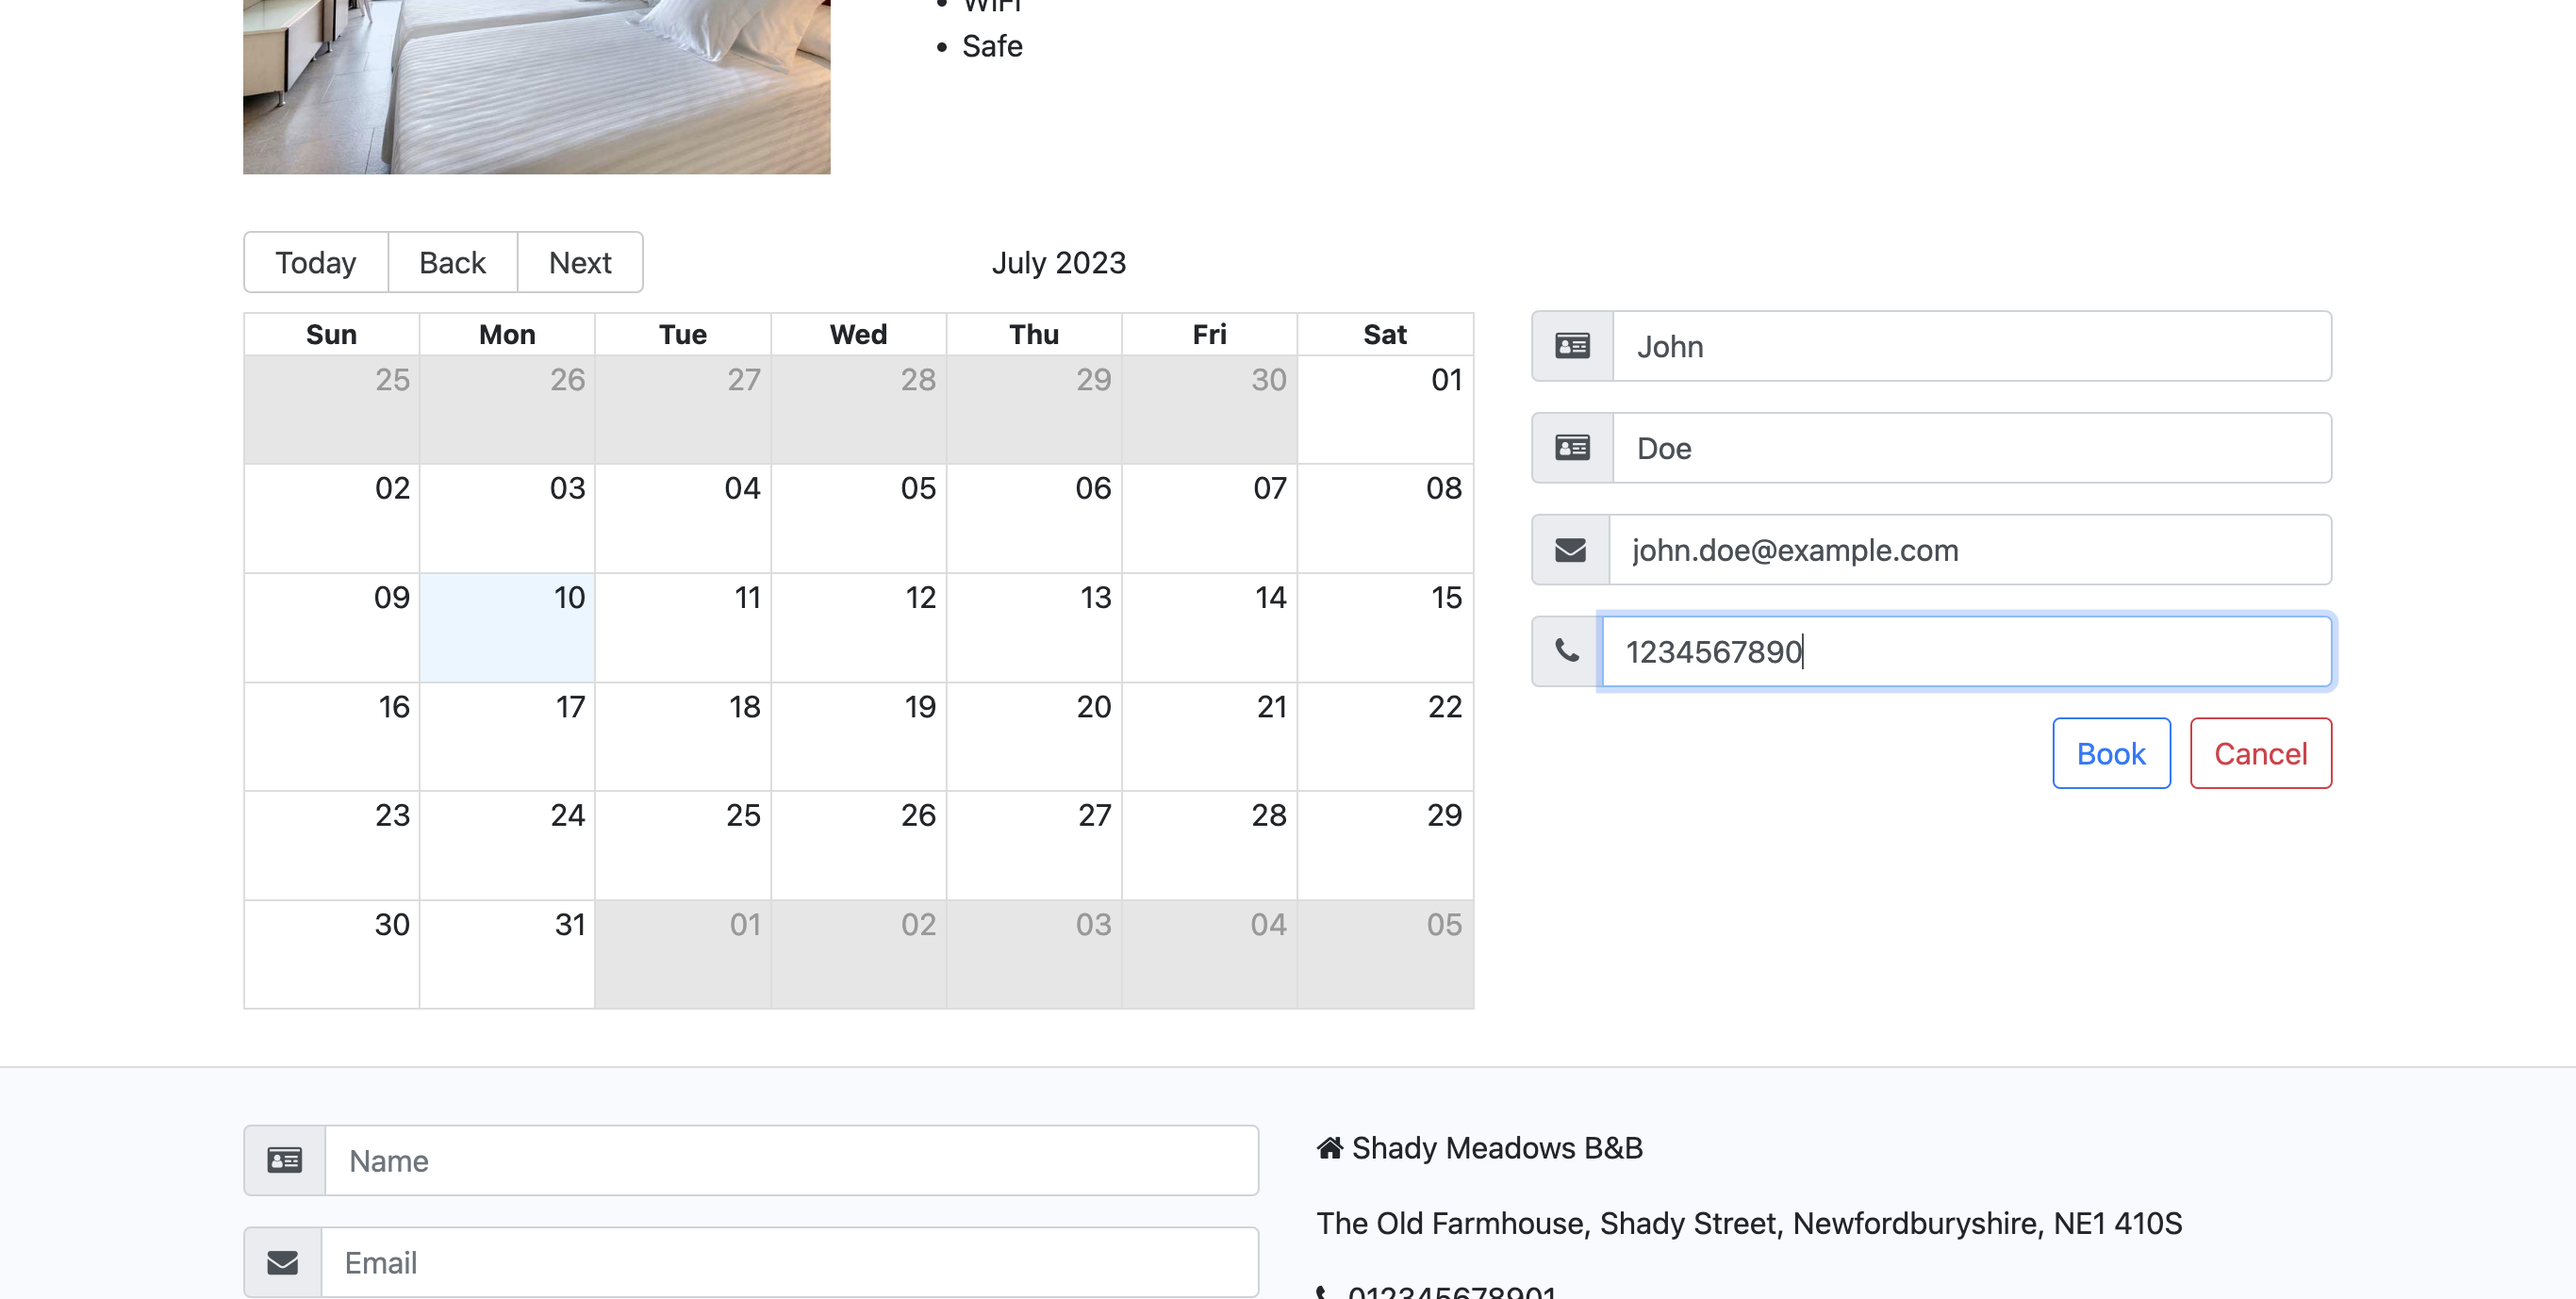 WiFi
Safe
Today Back Next July 2023
Sun Mon Tue Wed Thu Fri Sat
25 26 27 28 29 30 01
02 03 04 05 06 07 08
09 10 11 12 13 14 15
16 17 18 19 20 21 22
23 24 25 26 27 28 29
30 31 01 02 03 04 05
John
Doe
john.doe@example.com
1234567890
Book Cancel
Name
Email
Shady Meadows B&B
The Old Farmhouse, Shady Street, Newfordburyshire, NE1 410S
012345678901